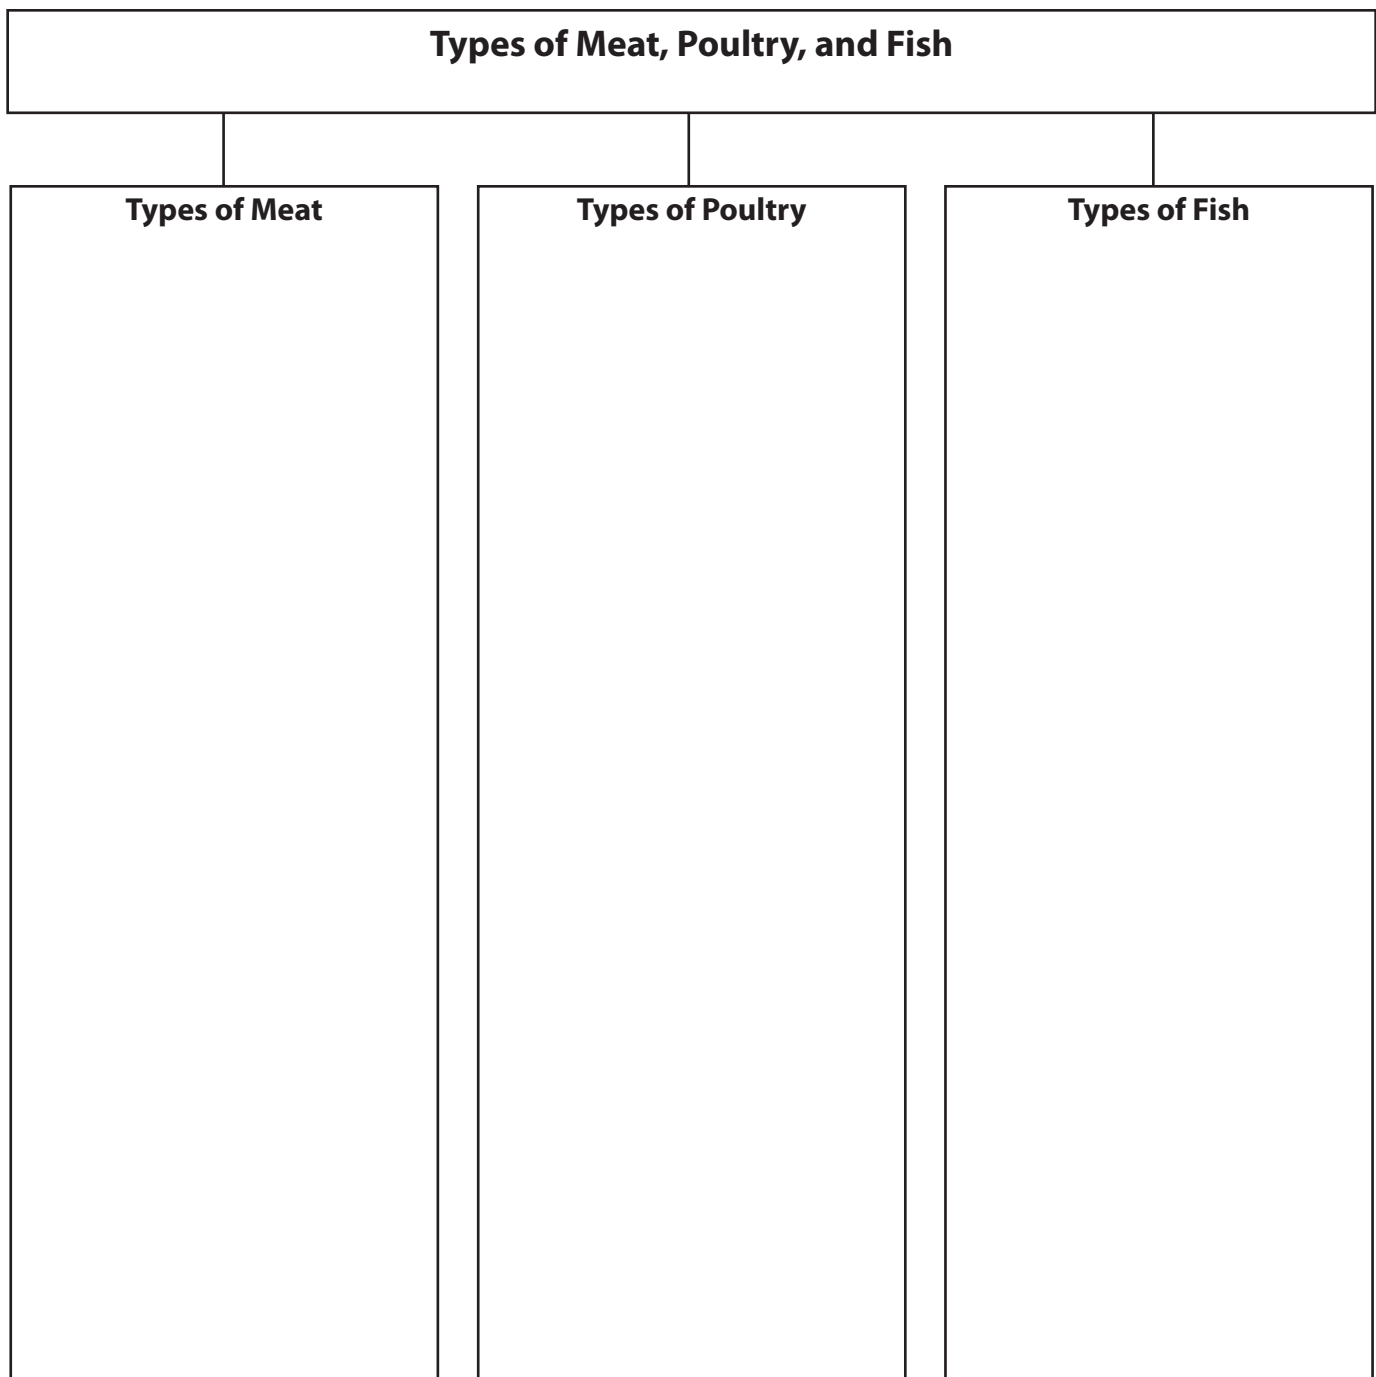 Types of Meat, Poultry, and Fish
Types of Meat
Types of Poultry
Types of Fish